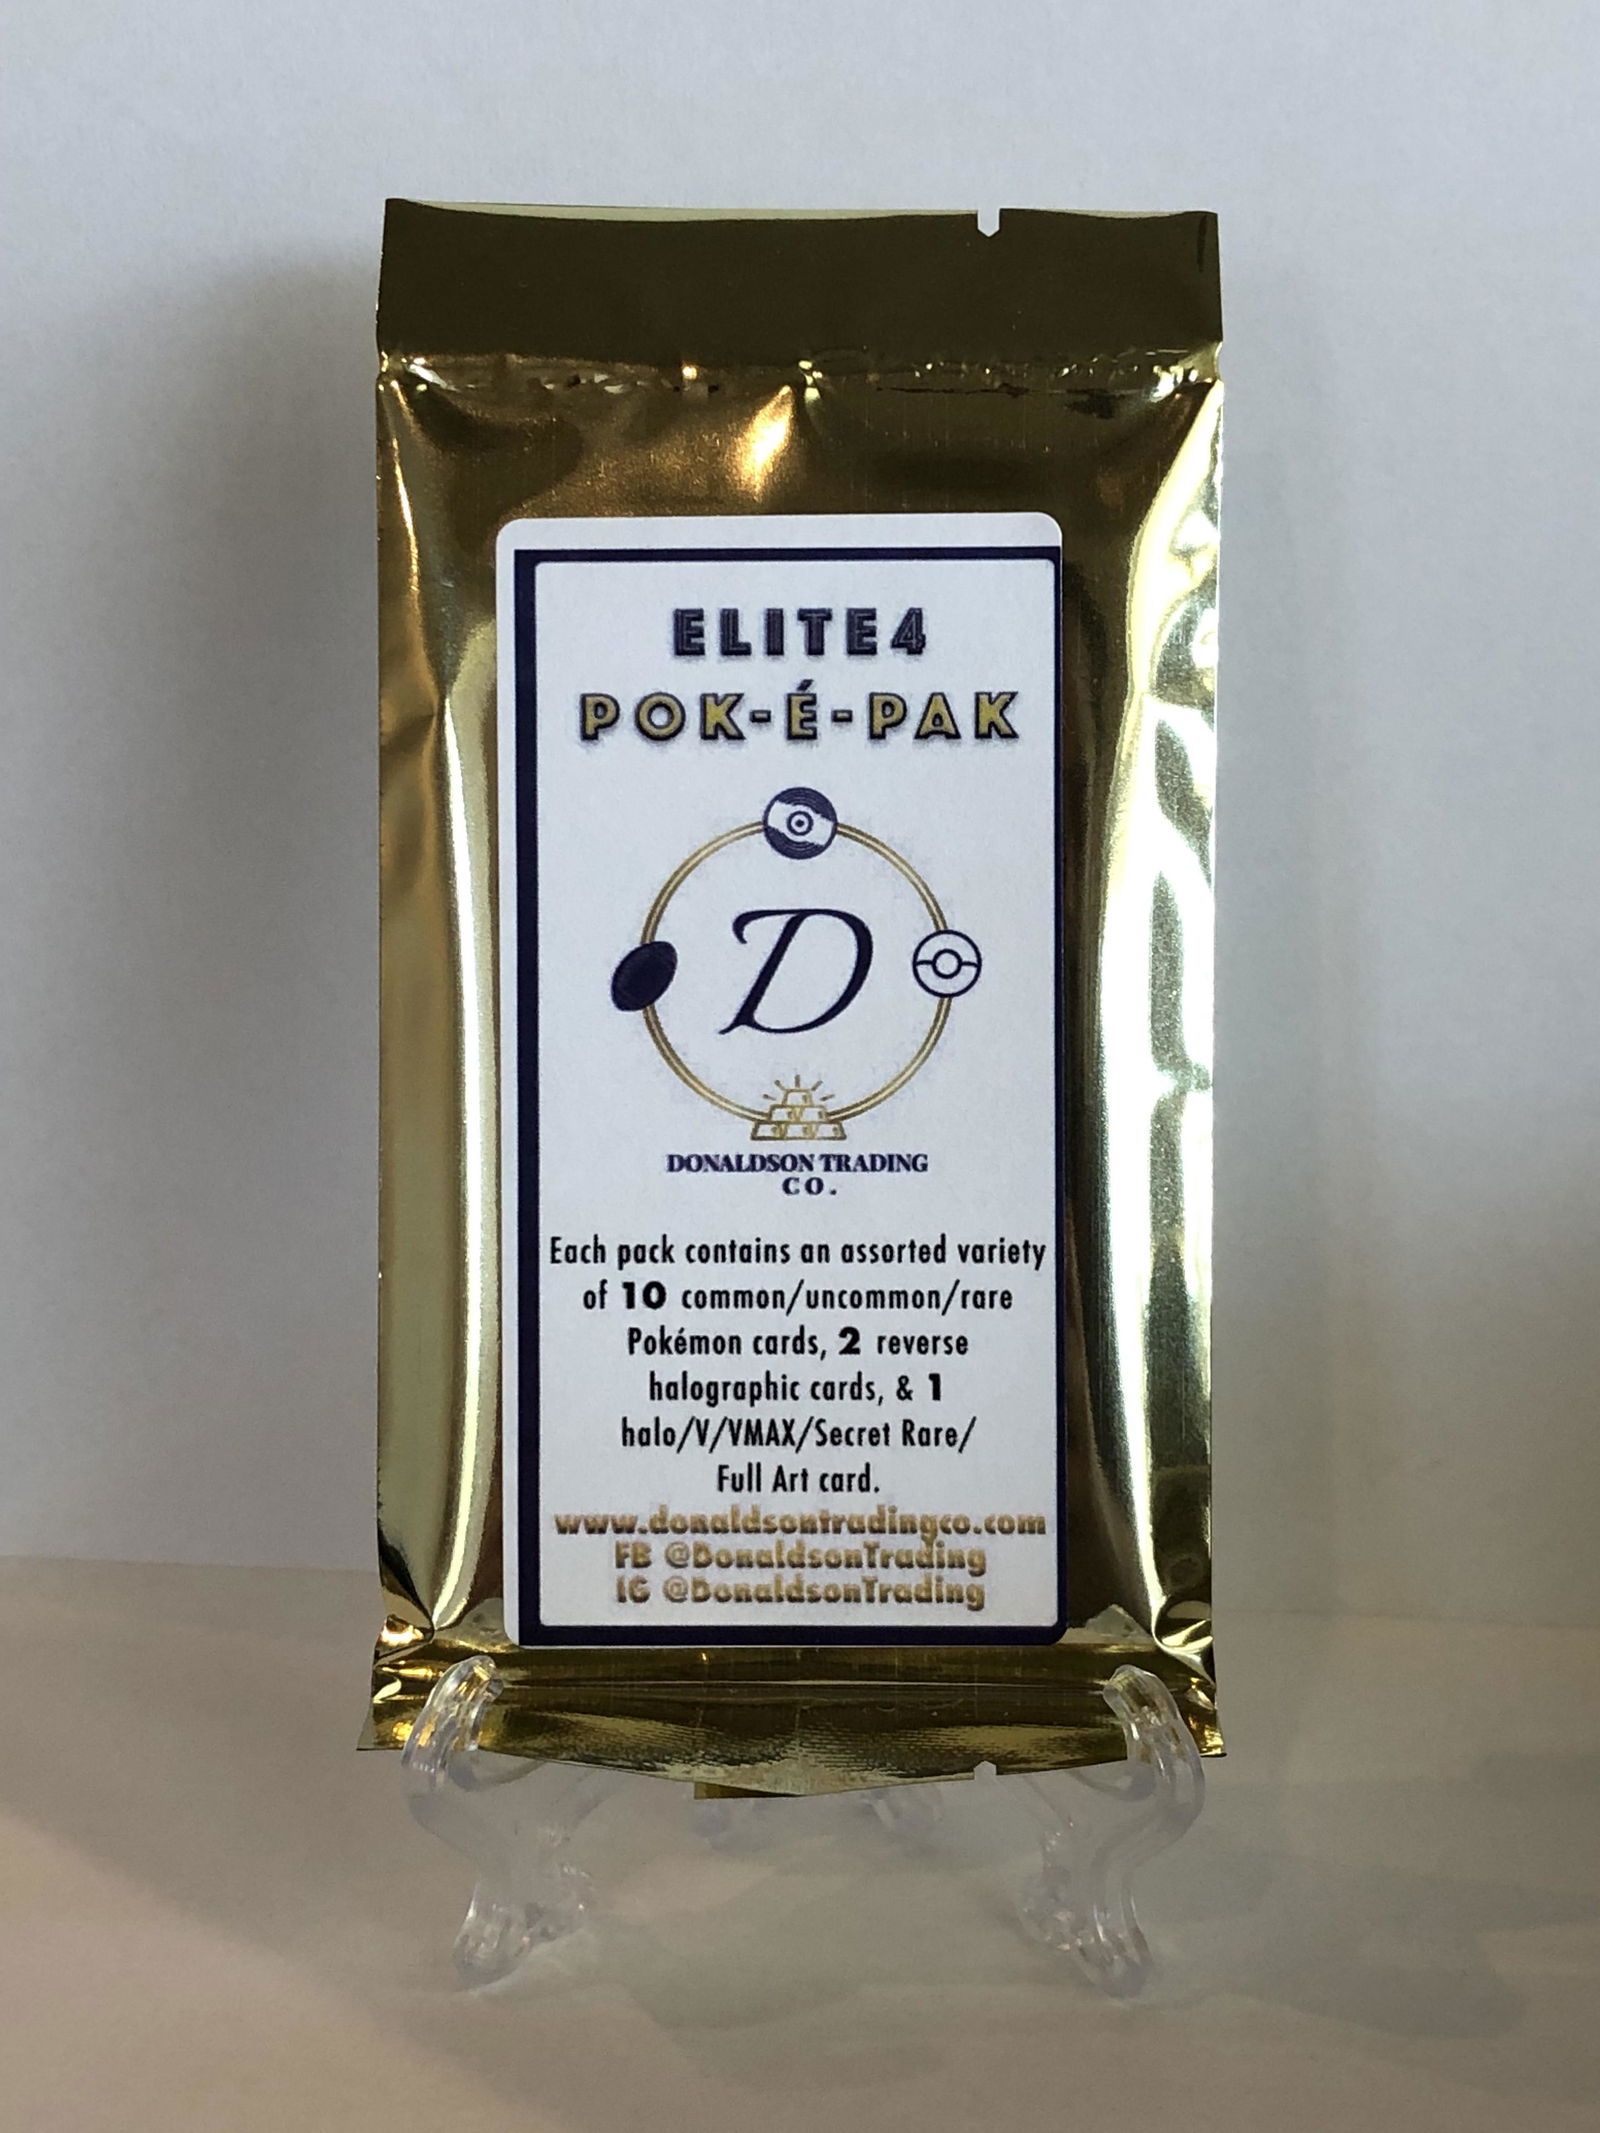 ELITE4
POK-É-PAK
D
DONALDSON TRADING
CO.
Each pack contains an assorted variety
of 10 common/uncommon/rare
Pokémon cards, 2 reverse
halographic cards, & 1
halo/V/VMAX/Secret Rare/
Full Art card.
www.donaldsontradingco.com
FB @DonaldsonTrading
IG @DonaldsonTrading